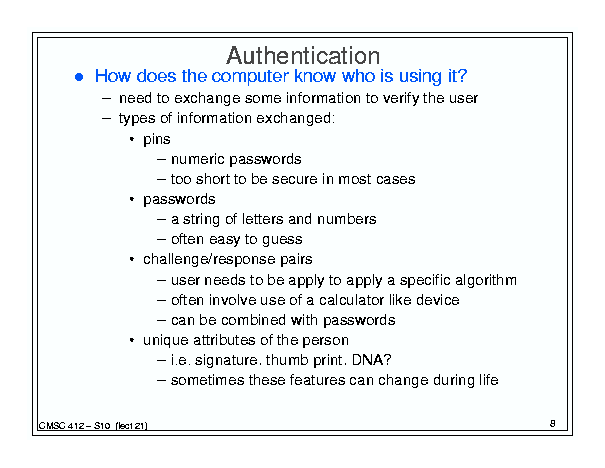 Authentication
● How does the computer know who is using it?
– need to exchange some information to verify the user
– types of information exchanged:
• pins
– numeric passwords
– too short to be secure in most cases
• passwords
– a string of letters and numbers
– often easy to guess
• challenge/response pairs
– user needs to be apply to apply a specific algorithm
– often involve use of a calculator like device
– can be combined with passwords
• unique attributes of the person
– i.e. signature. thumb print. DNA?
– sometimes these features can change during life
CMSC 412 – S10 (lect 21)
8